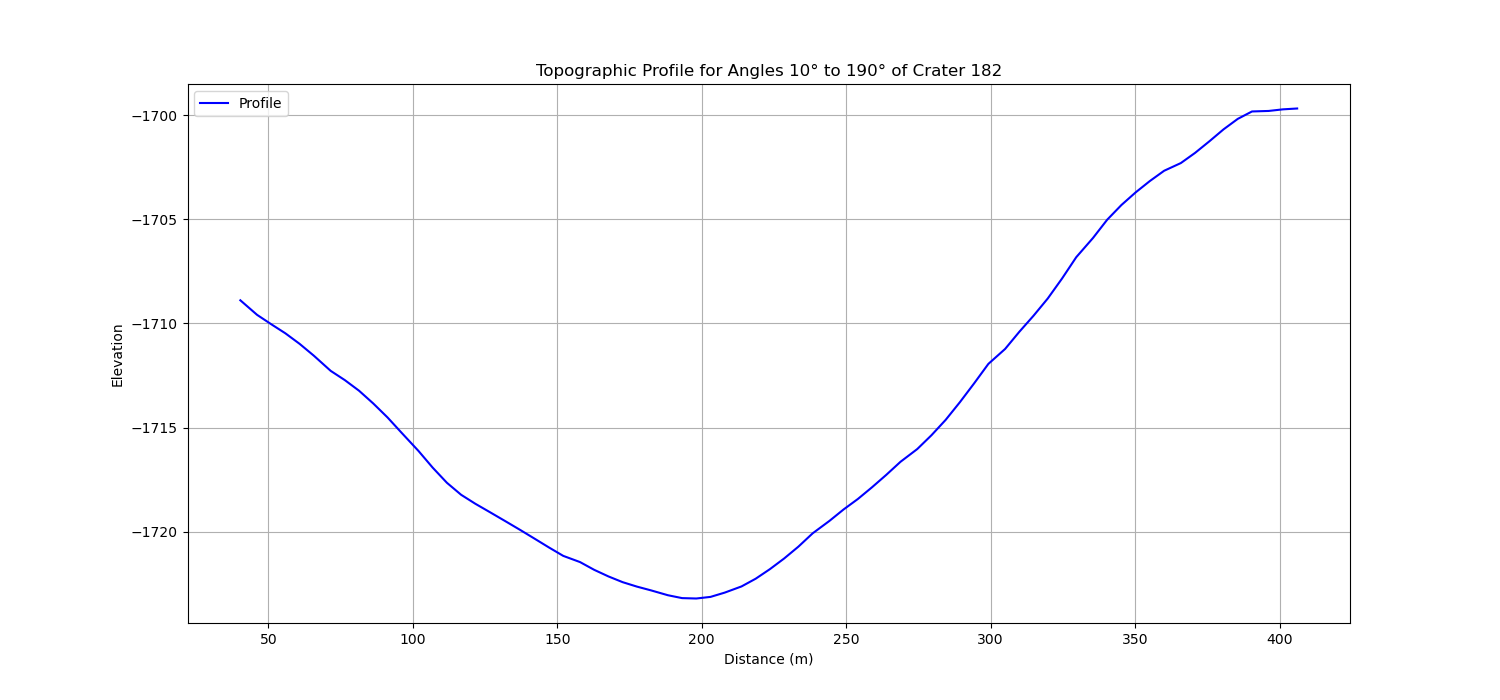 Topographic Profile for Angles 10° to 190° of Crater 182
Profile
−1700
−1705
−1710
−1715
−1720
Elevation
50 100 150 200 250 300 350 400
Distance (m)